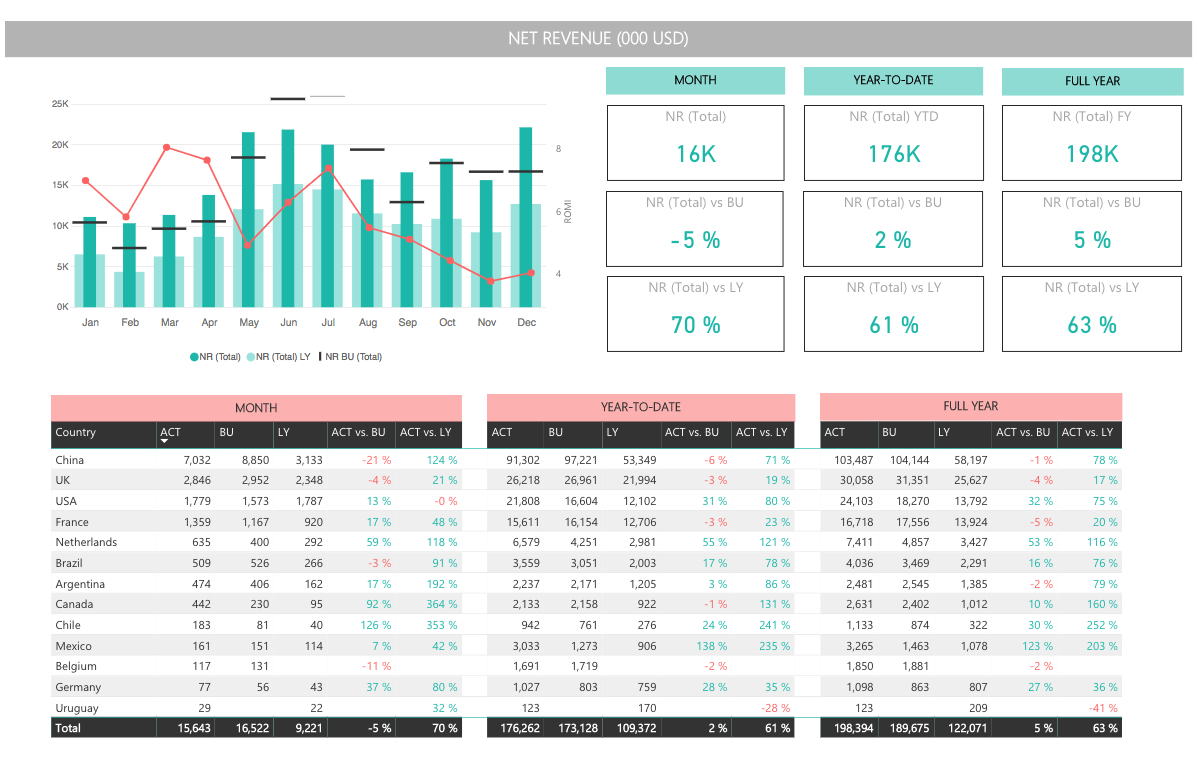 NET REVENUE (000 USD)
MONTH YEAR-TO-DATE FULL YEAR
NR (Total) NR (Total) YTD NR (Total) FY
16K 176K 198K
NR (Total) vs BU NR (Total) vs BU NR (Total) vs BU
-5 % 2 % 5 %
NR (Total) vs LY NR (Total) vs LY NR (Total) vs LY
70 % 61 % 63 %
25K
20K
15K
10K
5K
0K
8
6
4
ROMI
Jan Feb Mar Apr May Jun Jul Aug Sep Oct Nov Dec
NR (Total) NR (Total) LY NR BU (Total)
MONTH YEAR-TO-DATE FULL YEAR
Country ACT BU LY ACT vs. BU ACT vs. LY ACT BU LY ACT vs. BU ACT vs. LY ACT BU LY ACT vs. BU ACT vs. LY
China 7,032 8,850 3,133 -21 % 124 % 91,302 97,221 53,349 -6 % 71 % 103,487 104,144 58,197 -1 % 78 %
UK 2,846 2,952 2,348 -4 % 21 % 26,218 26,961 21,994 -3 % 19 % 30,058 31,351 25,627 -4 % 17 %
USA 1,779 1,573 1,787 13 % -0 % 21,808 16,604 12,102 31 % 80 % 24,103 18,270 13,792 32 % 75 %
France 1,359 1,167 920 17 % 48 % 15,611 16,154 12,706 -3 % 23 % 16,718 17,556 13,924 -5 % 20 %
Netherlands 635 400 292 59 % 118 % 6,579 4,251 2,981 55 % 121 % 7,411 4,857 3,427 53 % 116 %
Brazil 509 526 266 -3 % 91 % 3,559 3,051 2,003 17 % 78 % 4,036 3,469 2,291 16 % 76 %
Argentina 474 406 162 17 % 192 % 2,237 2,171 1,205 3 % 86 % 2,481 2,545 1,385 -2 % 79 %
Canada 442 230 95 92 % 364 % 2,133 2,158 922 -1 % 131 % 2,631 2,402 1,012 10 % 160 %
Chile 183 81 40 126 % 353 % 942 761 276 24 % 241 % 1,133 874 322 30 % 252 %
Mexico 161 151 114 7 % 42 % 3,033 1,273 906 138 % 235 % 3,265 1,463 1,078 123 % 203 %
Belgium 117 131 -11 % 1,691 1,719 -2 % 1,850 1,881 -2 %
Germany 77 56 43 37 % 80 % 1,027 803 759 28 % 35 % 1,098 863 807 27 % 36 %
Uruguay 29 22 32 % 123 170 -28 % 123 209 -41 %
Total 15,643 16,522 9,221 -5 % 70 % 176,262 173,128 109,372 2 % 61 % 198,394 189,675 122,071 5 % 63 %